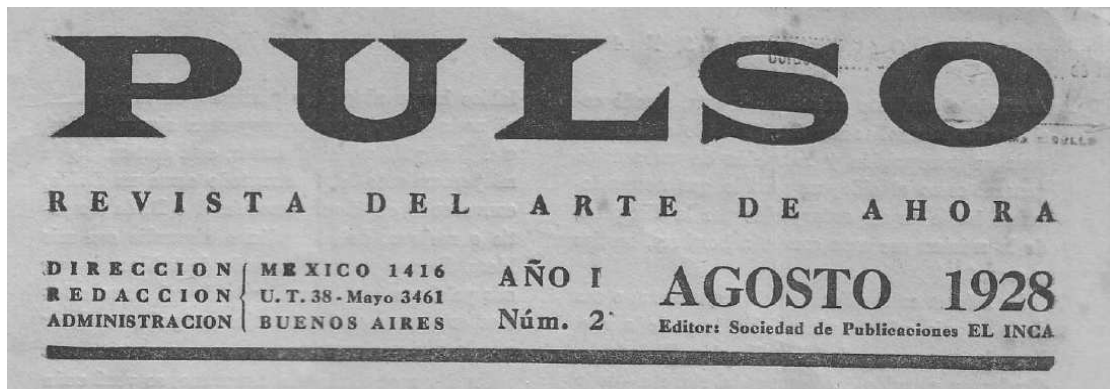 PULSO
REVISTA DEL ARTE DE AHORA
DIRECCION
REDACCION
ADMINISTRACION
MEXICO 1416
U. T. 38 - Mayo 3461
BUENOS AIRES
AÑO I
Núm. 2
AGOSTO 1928
Editor: Sociedad de Publicaciones EL INCA